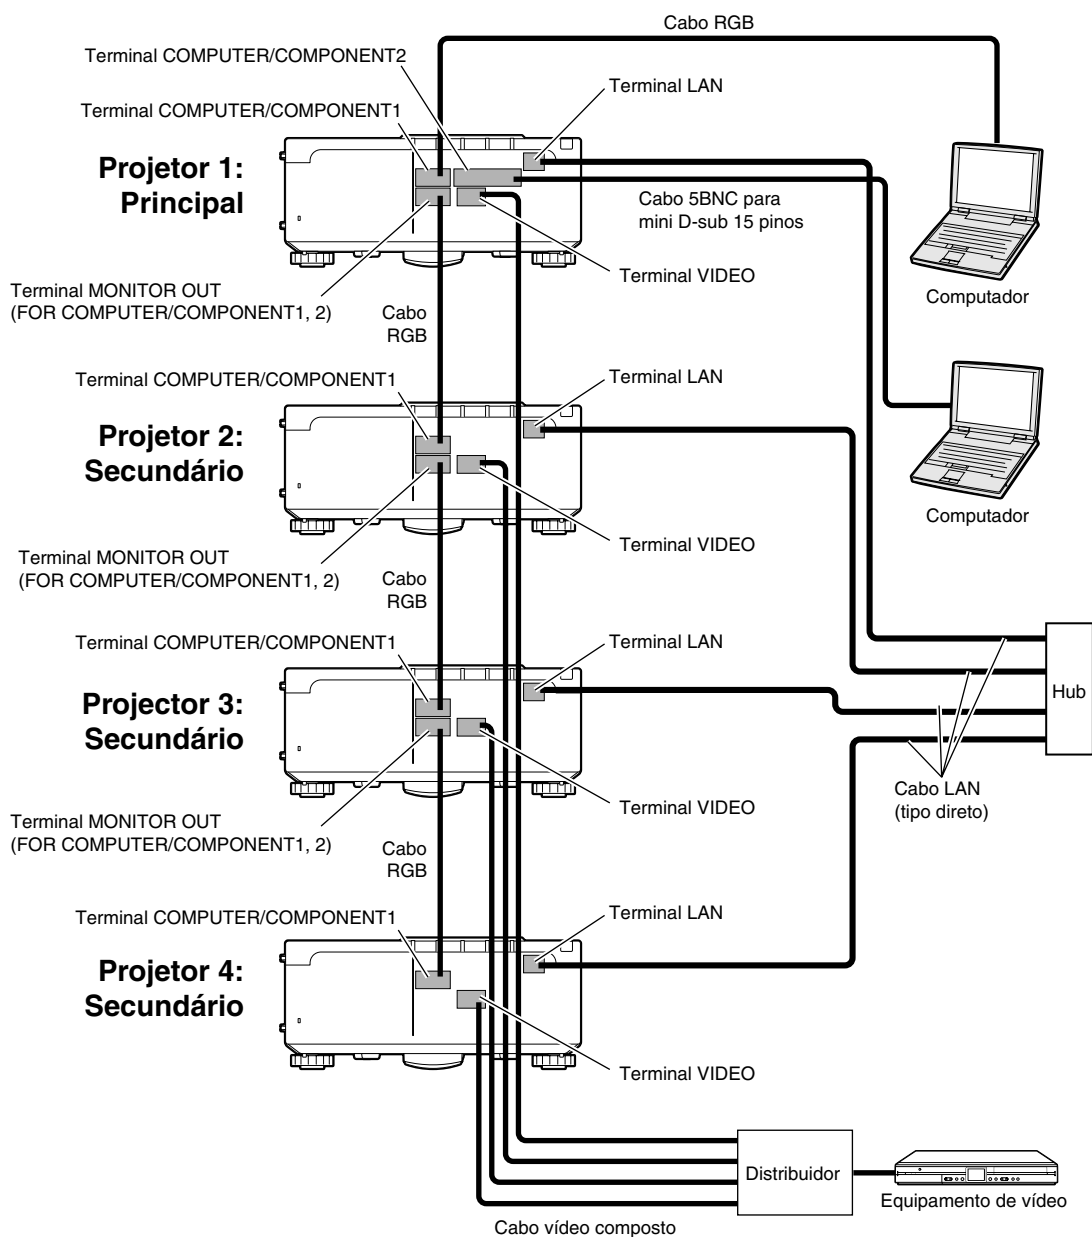 Cabo RGB
Terminal COMPUTER/COMPONENT2
Terminal LAN
Terminal COMPUTER/COMPONENT1
Projetor 1:
Principal
Cabo 5BNC para
mini D-sub 15 pinos
Terminal VIDEO
Terminal MONITOR OUT
(FOR COMPUTER/COMPONENT1, 2)
Cabo
RGB
Computador
Terminal COMPUTER/COMPONENT1
Terminal LAN
Projetor 2:
Secundário
Computador
Terminal VIDEO
Terminal MONITOR OUT
(FOR COMPUTER/COMPONENT1, 2)
Cabo
RGB
Terminal COMPUTER/COMPONENT1
Terminal LAN
Hub
Projector 3:
Secundário
Cabo LAN
(tipo direto)
Terminal VIDEO
Terminal MONITOR OUT
(FOR COMPUTER/COMPONENT1, 2)
Cabo
RGB
Terminal COMPUTER/COMPONENT1
Terminal LAN
Projetor 4:
Secundário
Terminal VIDEO
Distribuidor
Equipamento de vídeo
Cabo vídeo composto